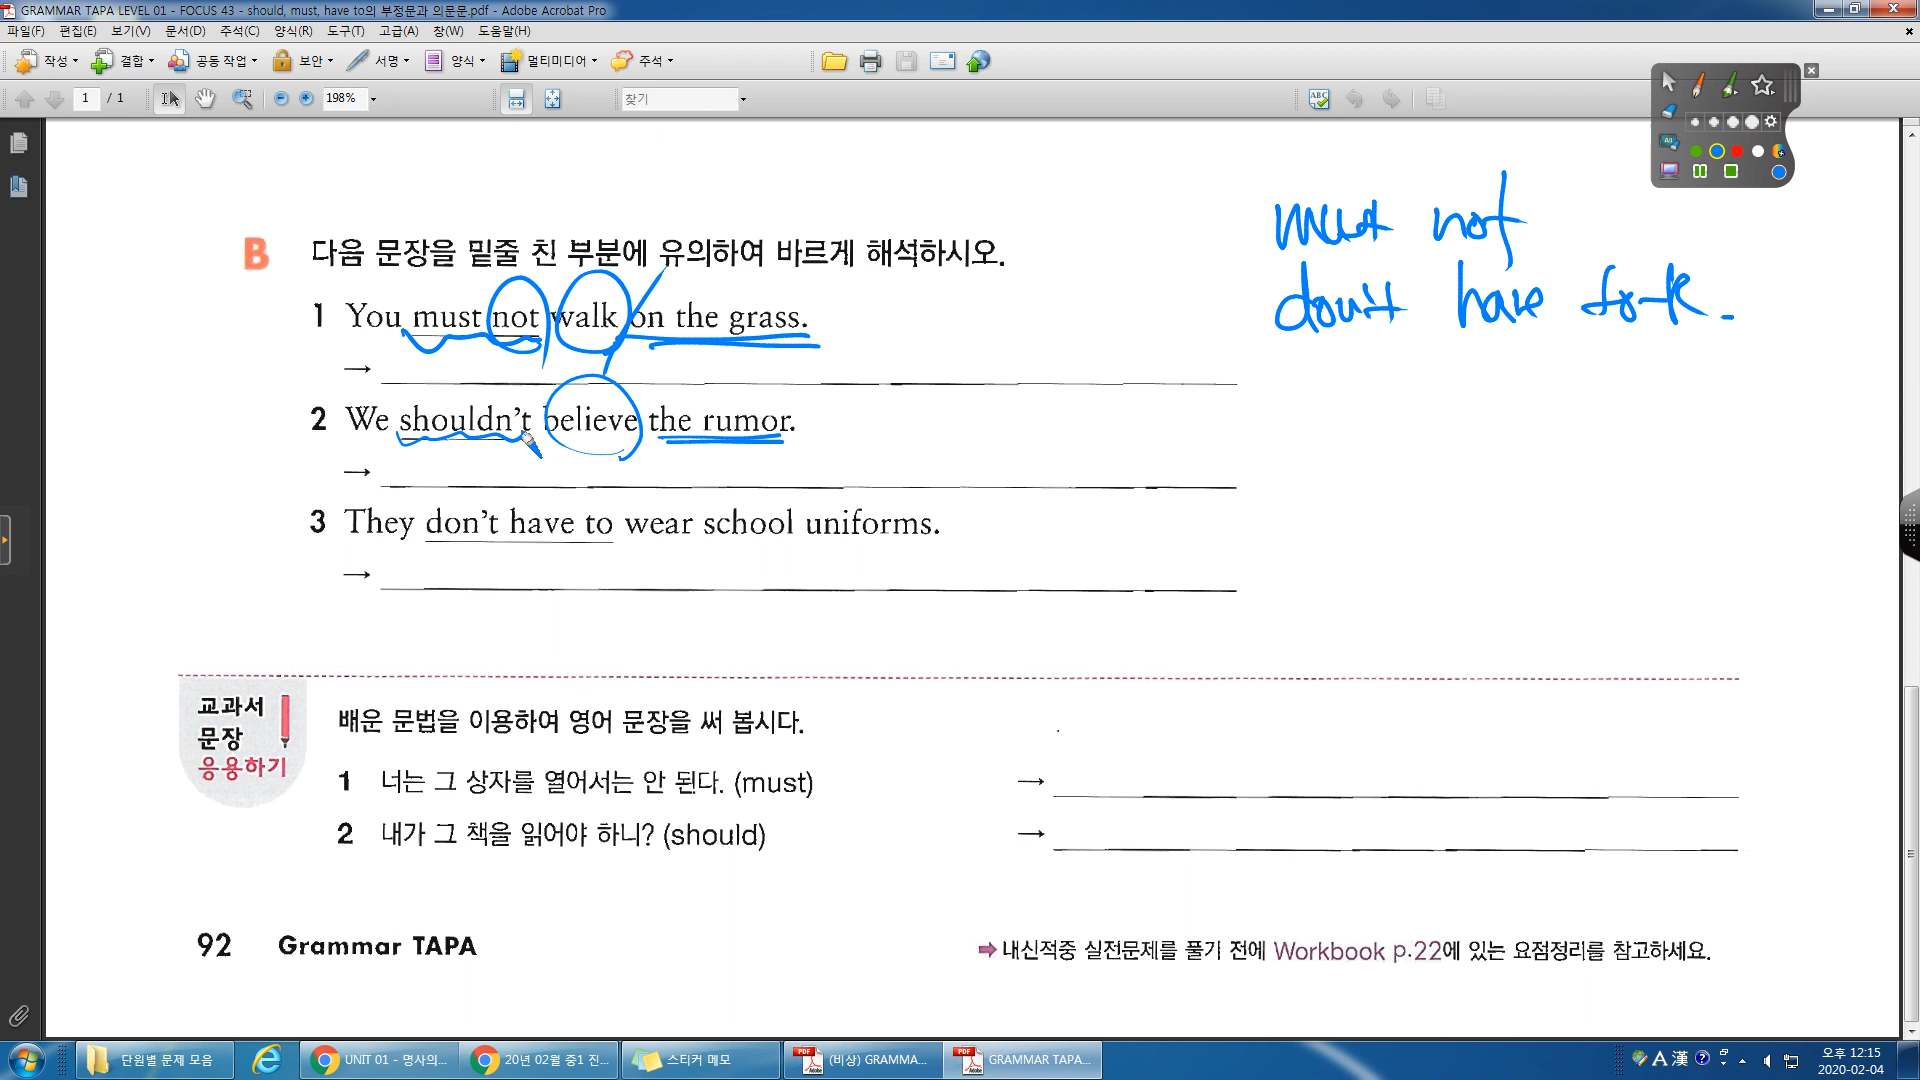 GRAMMAR TAPA LEVEL 01 - FOCUS 43 - should, must, have to의 부정문과 의문문.pdf - Adobe Acrobat Pro
파일(F) 편집(E) 보기(V) 문서(D) 주석(C) 양식(R) 도구(T) 고급(A) 창(W) 도움말(H)
작성 결합 공동 작업 보안 서명 양식 멀티미디어 주석
1 / 1 198% 찾기
must not
don't have to-R.
B 다음 문장을 밑줄 친 부분에 유의하여 바르게 해석하시오.
1 You must not walk on the grass.
→
2 We shouldn't believe the rumor.
→
3 They don't have to wear school uniforms.
→
교과서
문장
응용하기
배운 문법을 이용하여 영어 문장을 써 봅시다.
1 너는 그 상자를 열어서는 안 된다. (must) →
2 내가 그 책을 읽어야 하니? (should) →
92 Grammar TAPA
⇨ 내신적중 실전문제를 풀기 전에 Workbook p.22에 있는 요점정리를 참고하세요.
단원별 문제 모음 UNIT 01 - 명사의... 20년 02월 중1 진... 스티커 메모 (비상) GRAMMA... GRAMMAR TAPA... A 漢 오후 12:15
2020-02-04